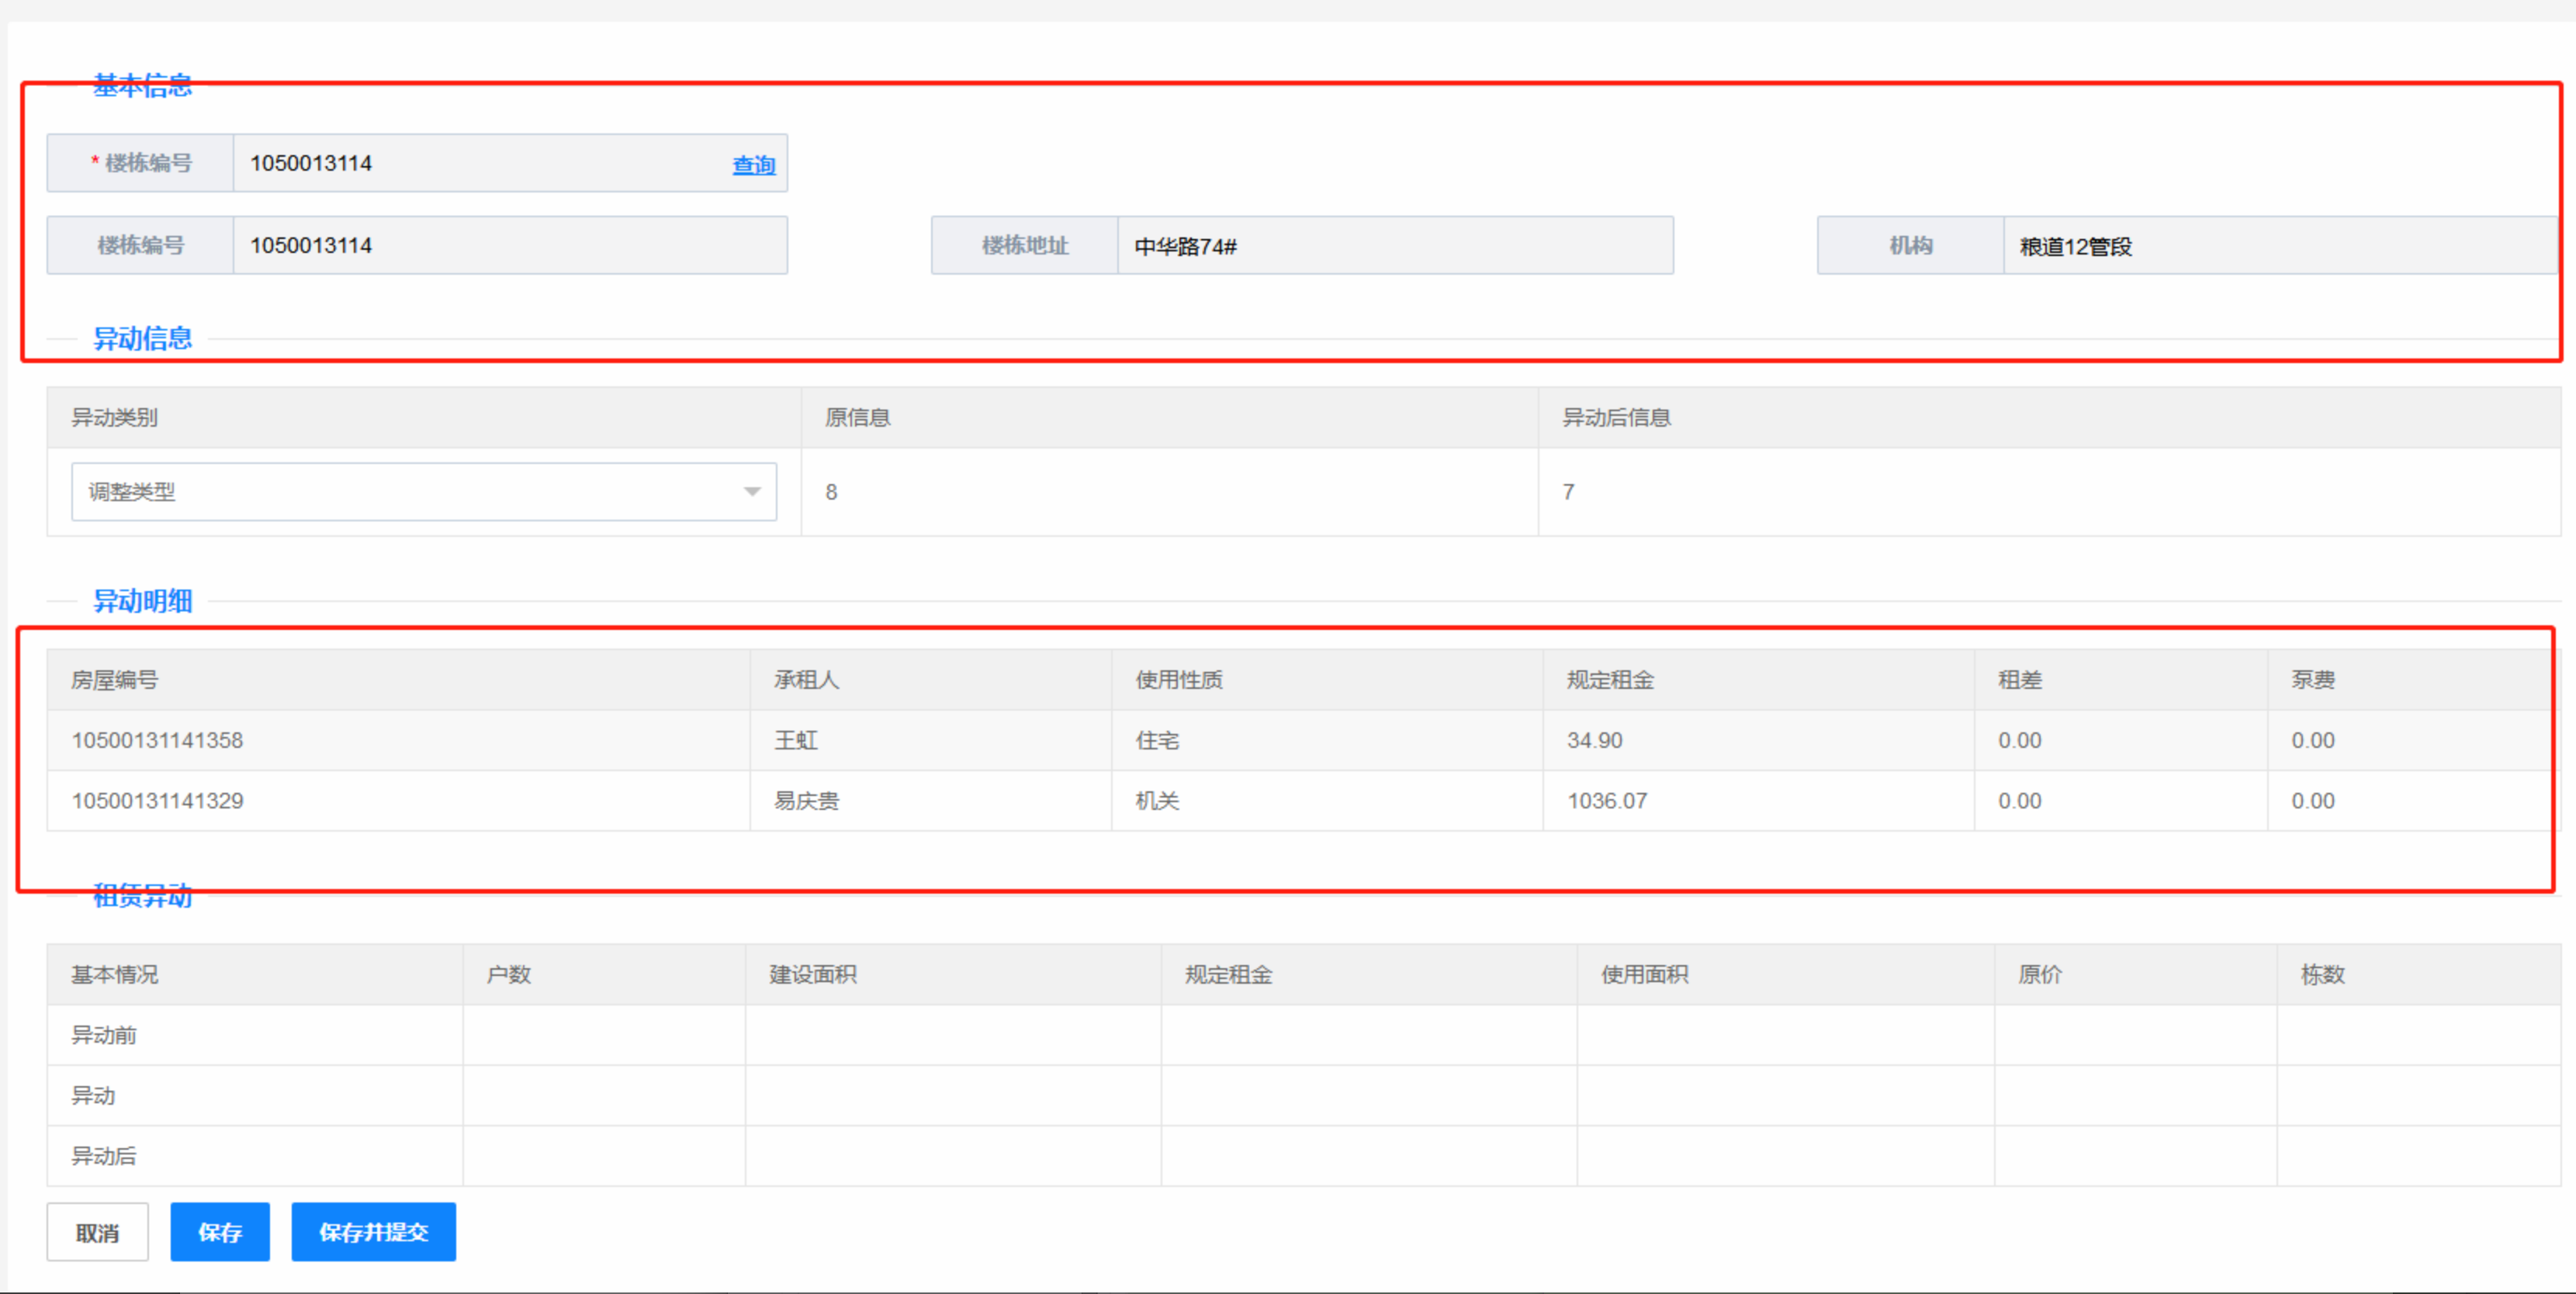 基本信息
* 楼栋编号 1050013114 查询
楼栋编号 1050013114 楼栋地址 中华路74# 机构 粮道12管段
异动信息
异动类别 原信息 异动后信息
调整类型 8 7
异动明细
房屋编号 承租人 使用性质 规定租金 租差 泵费
10500131141358 王虹 住宅 34.90 0.00 0.00
10500131141329 易庆贵 机关 1036.07 0.00 0.00
租赁异动
基本情况 户数 建设面积 规定租金 使用面积 原价 栋数
异动前
异动
异动后
取消 保存 保存并提交